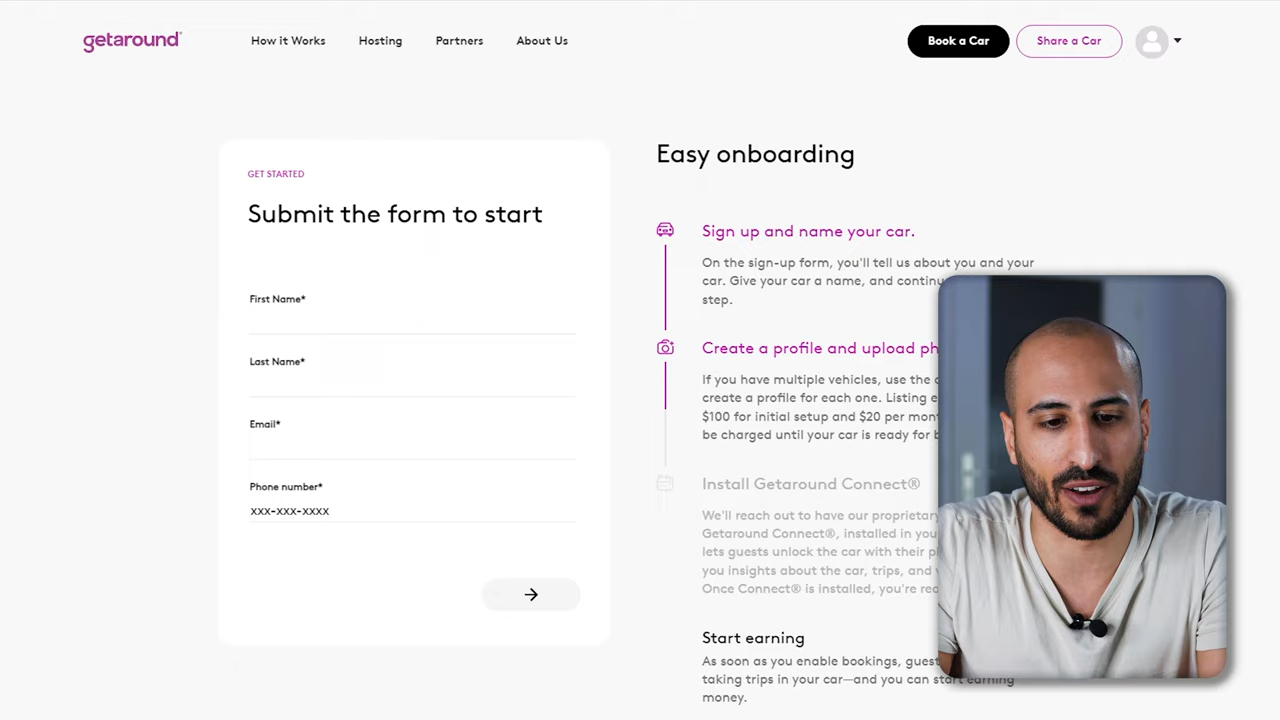 getaround
How it Works
Hosting
Partners
About Us
Book a Car
Share a Car
GET STARTED
Submit the form to start
First Name*
Last Name*
Email*
Phone number*
xxx-xxx-xxxx
Easy onboarding
Sign up and name your car.
On the sign-up form, you'll tell us about you and your
car. Give your car a name, and
step.
Create a profile and upload
If you have multiple vehicles, use the
create a profile for each one. Listing
$100 for initial setup and $20 per
be charged until your car is ready for
Install Getaround Connect®
We'll reach out to have our proprietary
Getaround Connect®, installed in
lets guests unlock the car with their
you insights about the car, trips, and
Once Connect® is installed, you're
Start earning
As soon as you enable bookings,
taking trips in your car—and you can start earning
money.